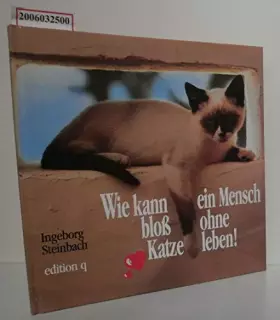 2006032500
Wie kann ein Mensch
bloß ohne
Katze leben!
Ingeborg
Steinbach
edition q